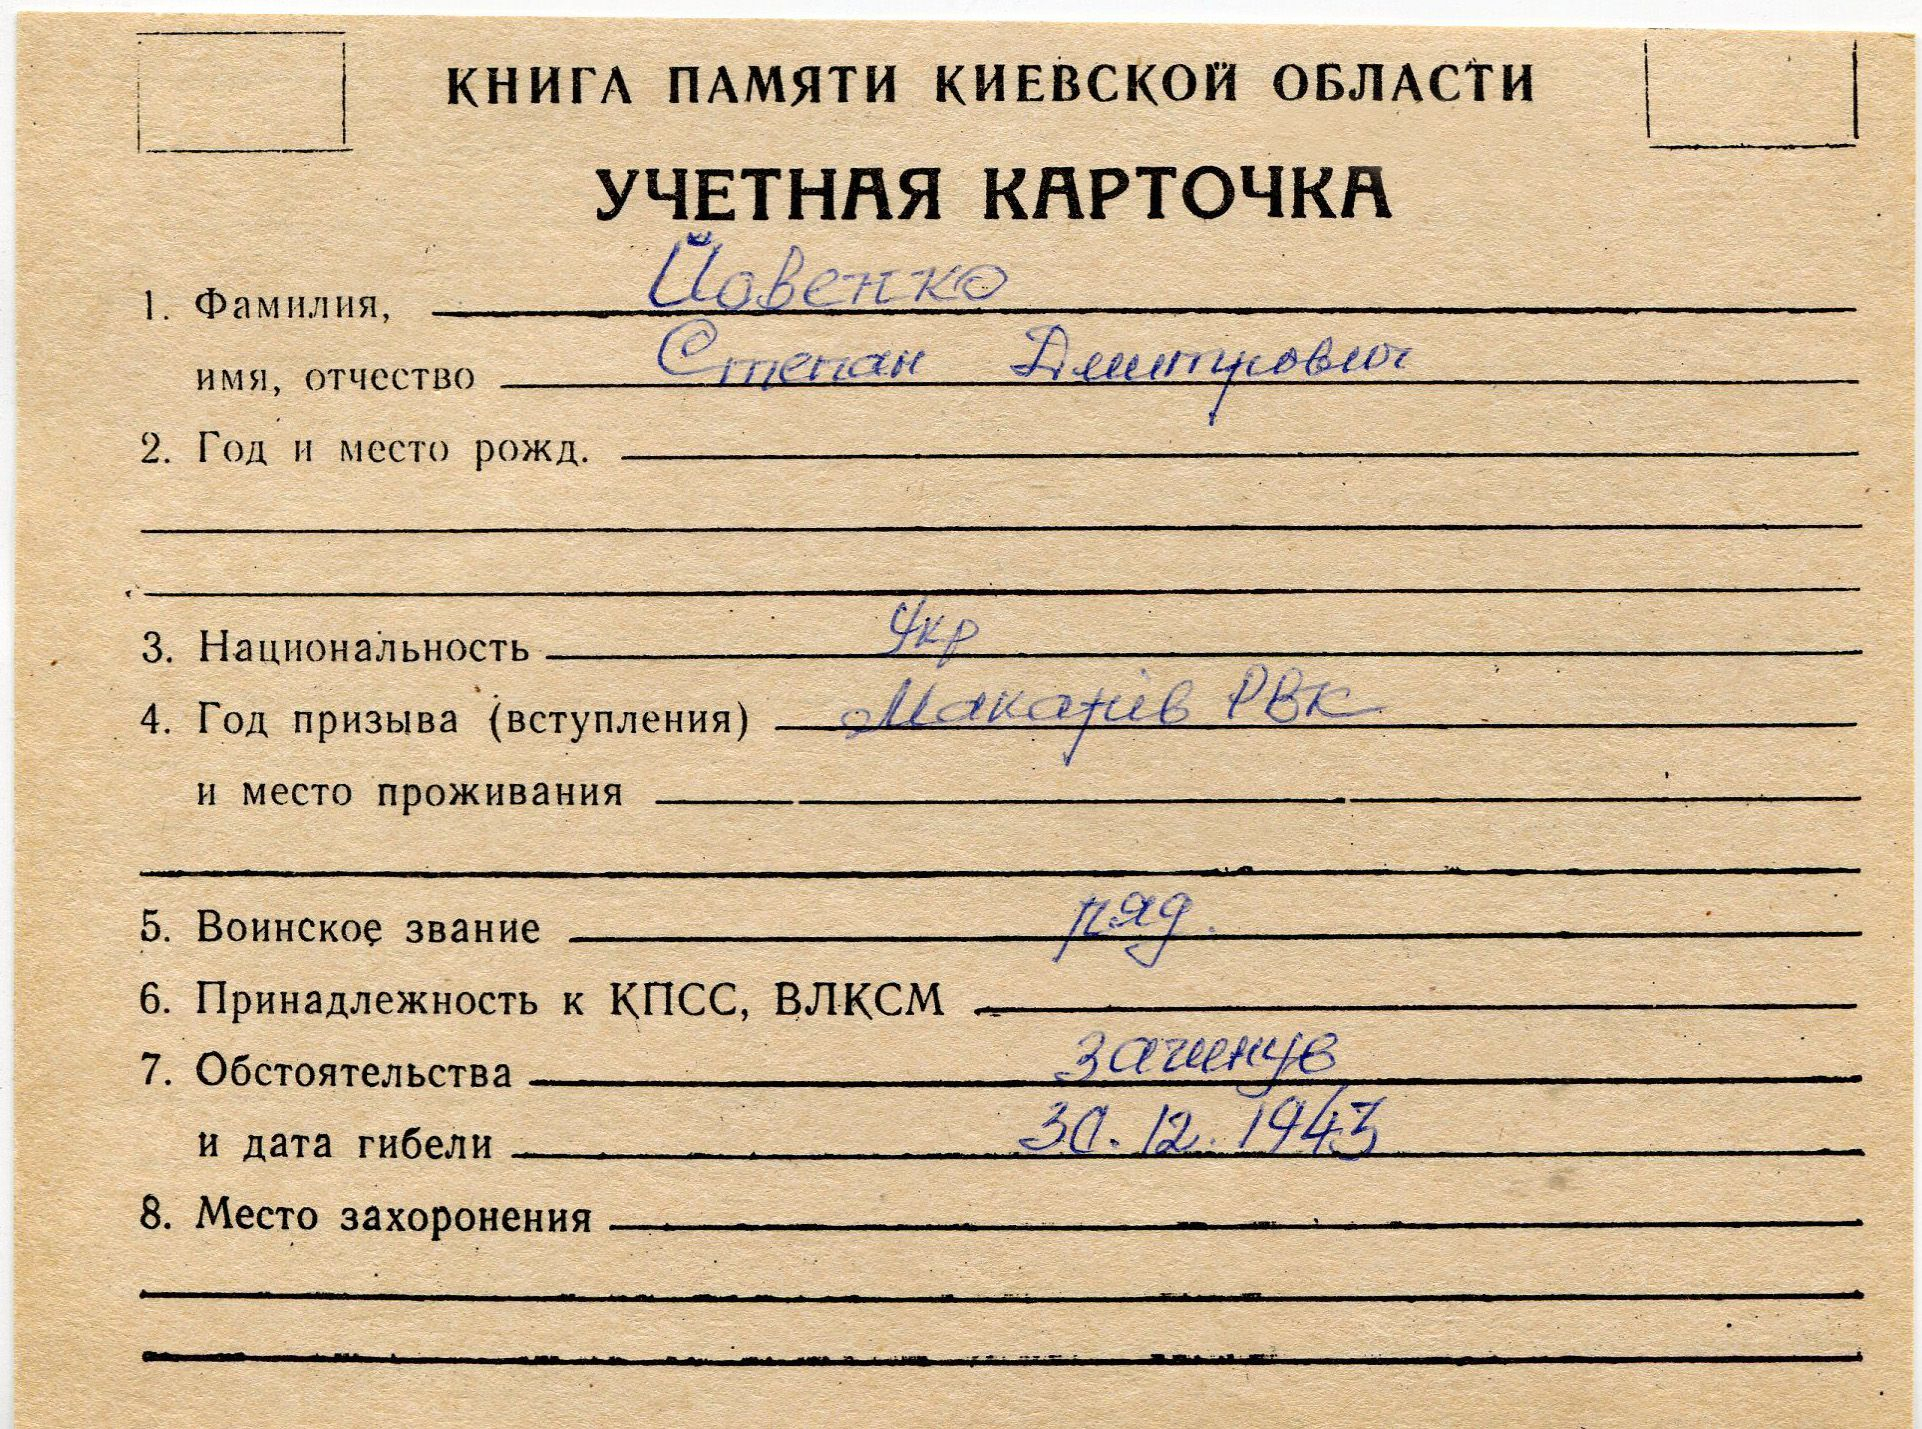 КНИГА ПАМЯТИ КИЕВСКОЙ ОБЛАСТИ
УЧЕТНАЯ КАРТОЧКА
1. Фамилия, Йовенко
имя, отчество Степан Дмитрович
2. Год и место рожд.
3. Национальность Укр
4. Год призыва (вступления) Макарів РВК
и место проживания
5. Воинское звание ряд.
6. Принадлежность к КПСС, ВЛКСМ
7. Обстоятельства загинув
и дата гибели 30.12.1943
8. Место захоронения